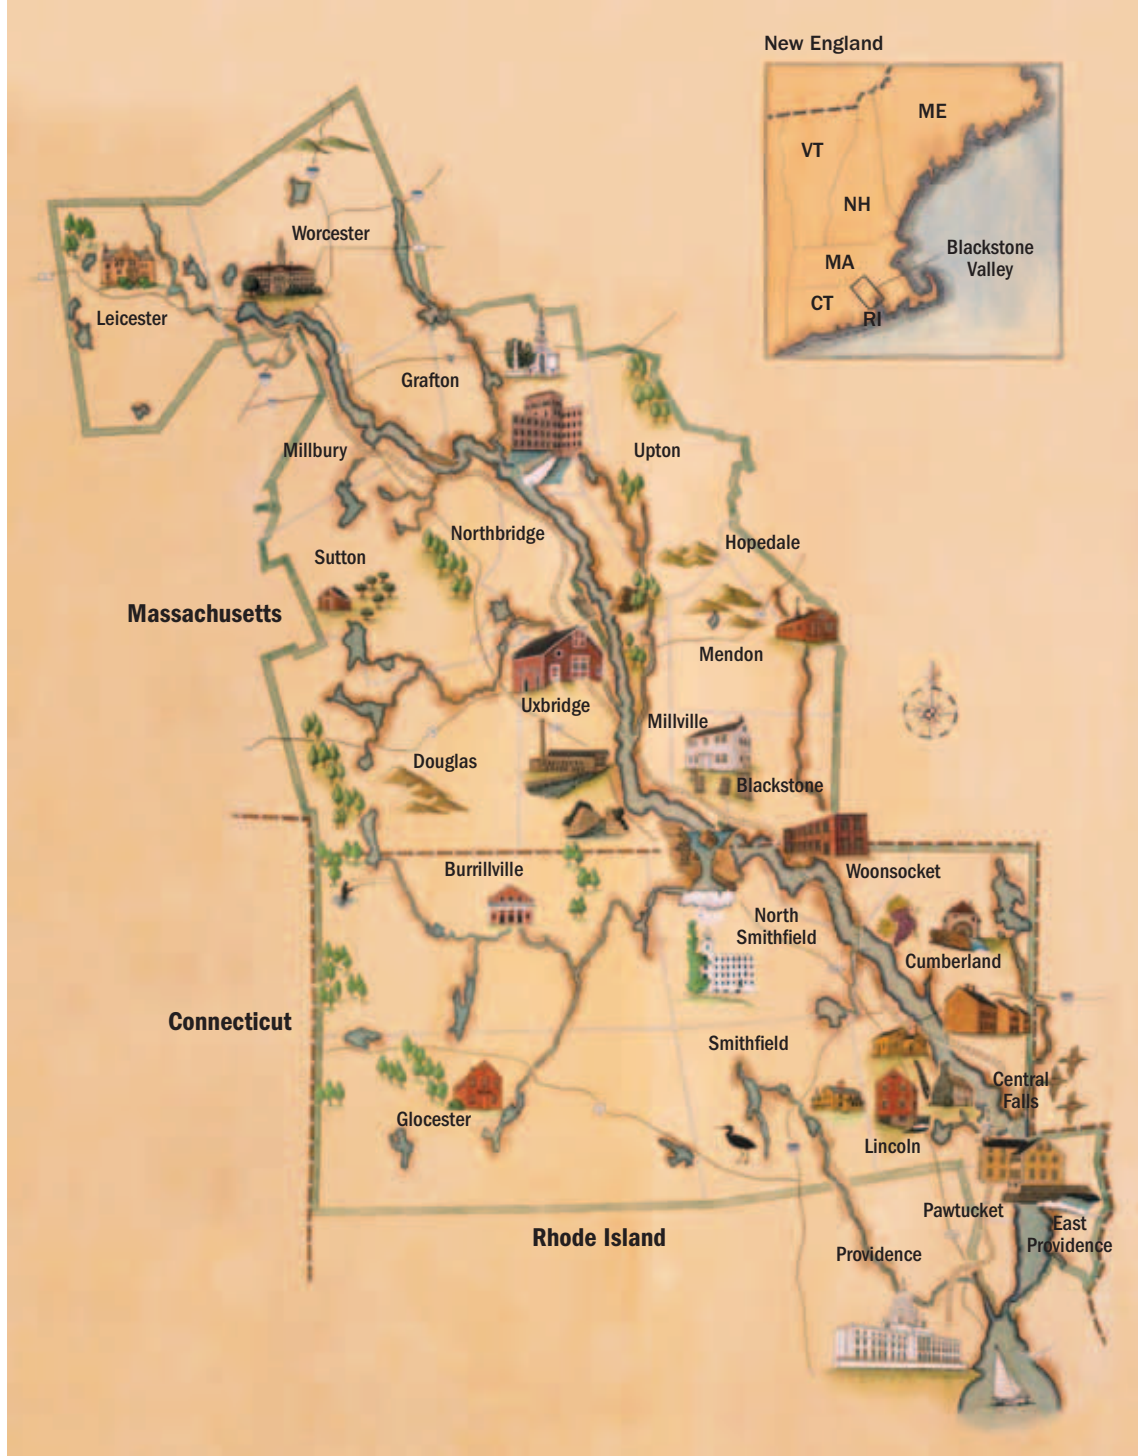 New England
ME
VT
NH
MA
CT
RI
Blackstone
Valley
Worcester
Leicester
Grafton
Millbury
Upton
Northbridge
Hopedale
Sutton
Massachusetts
Mendon
Uxbridge
Millville
Douglas
Blackstone
Burrillville
Woonsocket
North
Smithfield
Cumberland
Connecticut
Smithfield
Central
Falls
Glocester
Lincoln
Pawtucket
East
Providence
Rhode Island
Providence